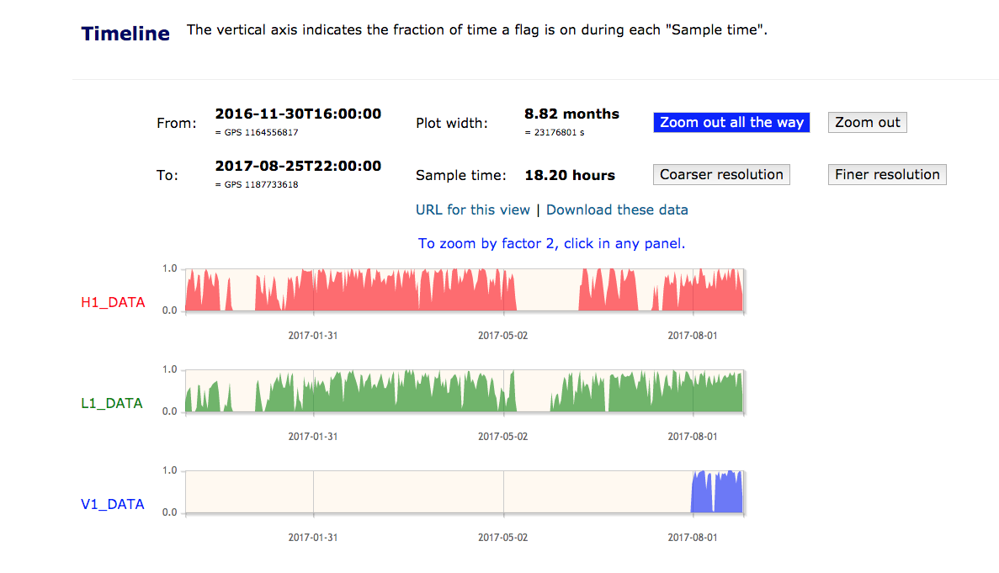 Timeline The vertical axis indicates the fraction of time a flag is on during each "Sample time".
From: 2016-11-30T16:00:00 Plot width: 8.82 months Zoom out all the way Zoom out
= GPS 1164556817 = 23176801 s
To: 2017-08-25T22:00:00 Sample time: 18.20 hours Coarser resolution Finer resolution
= GPS 1187733618
URL for this view | Download these data
To zoom by factor 2, click in any panel.
1.0
H1_DATA
0.0
2017-01-31 2017-05-02 2017-08-01
1.0
L1_DATA
0.0
2017-01-31 2017-05-02 2017-08-01
1.0
V1_DATA
0.0
2017-01-31 2017-05-02 2017-08-01